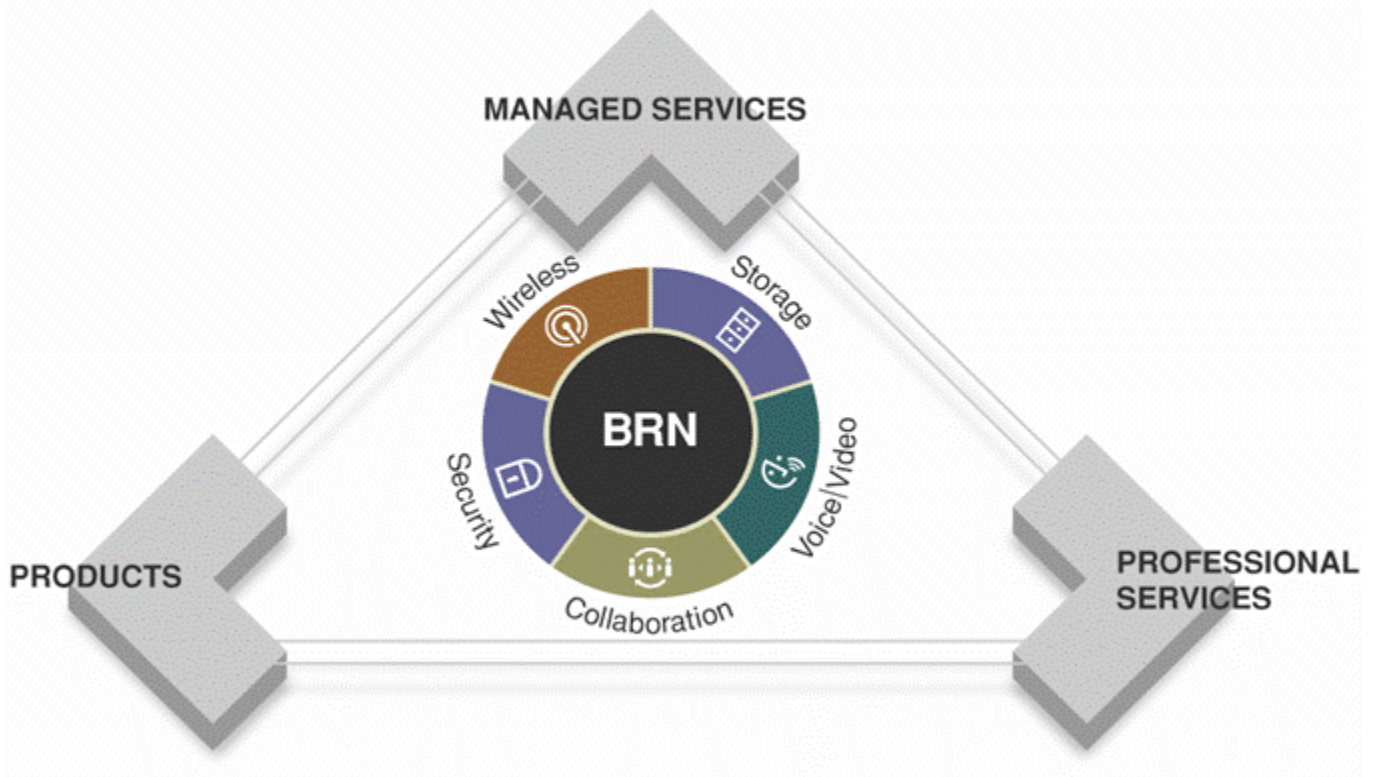 MANAGED SERVICES
Wireless
Storage
BRN
Security
Voice/Video
Collaboration
PRODUCTS
PROFESSIONAL
SERVICES